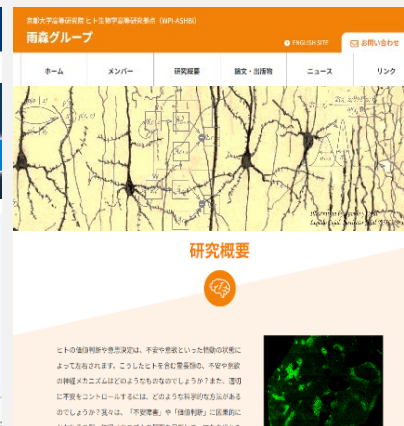 京都大学高等研究院 ヒト生物学高等研究拠点（WPI-ASHBi）
雨森グループ
ENGLISH SITE
お問い合わせ
ホーム
メンバー
研究概要
論文・出版物
ニュース
リンク
研究概要
ヒトの価値判断や意思決定は、不安や意欲といった情動の状態に
よって左右されます。こうしたヒトを含む霊長類の、不安や意欲
の神経メカニズムはどのようなものなのでしょうか？また、適切
に不安をコントロールするには、どのような科学的な方法がある
のでしょうか？我々は、「不安障害」や「価値判断」に因果的に